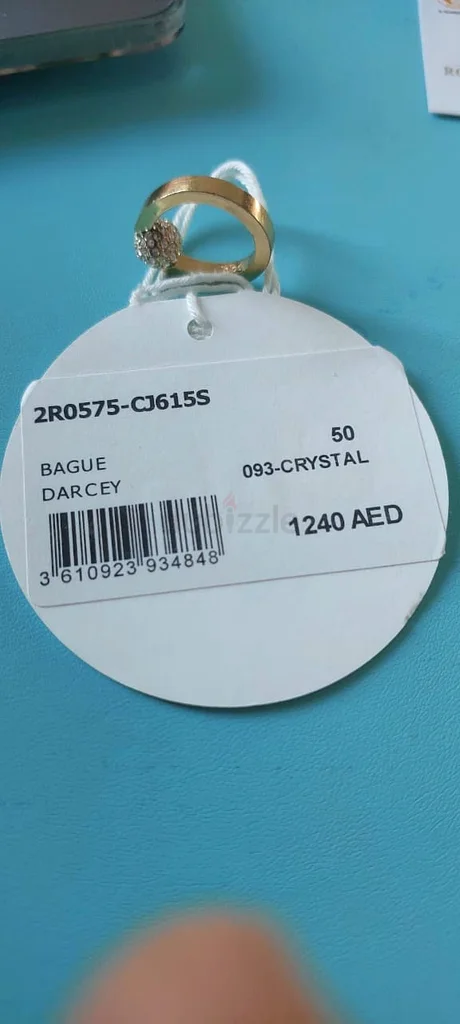 2R0575-CJ615S
50
BAGUE
093-CRYSTAL
DARCEY
1240 AED
3 610923 934848